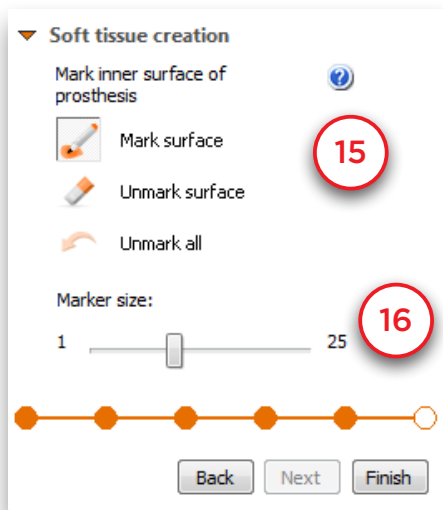 Soft tissue creation
Mark inner surface of
prosthesis
Mark surface
15
Unmark surface
Unmark all
Marker size:
16
1 25
Back Next Finish